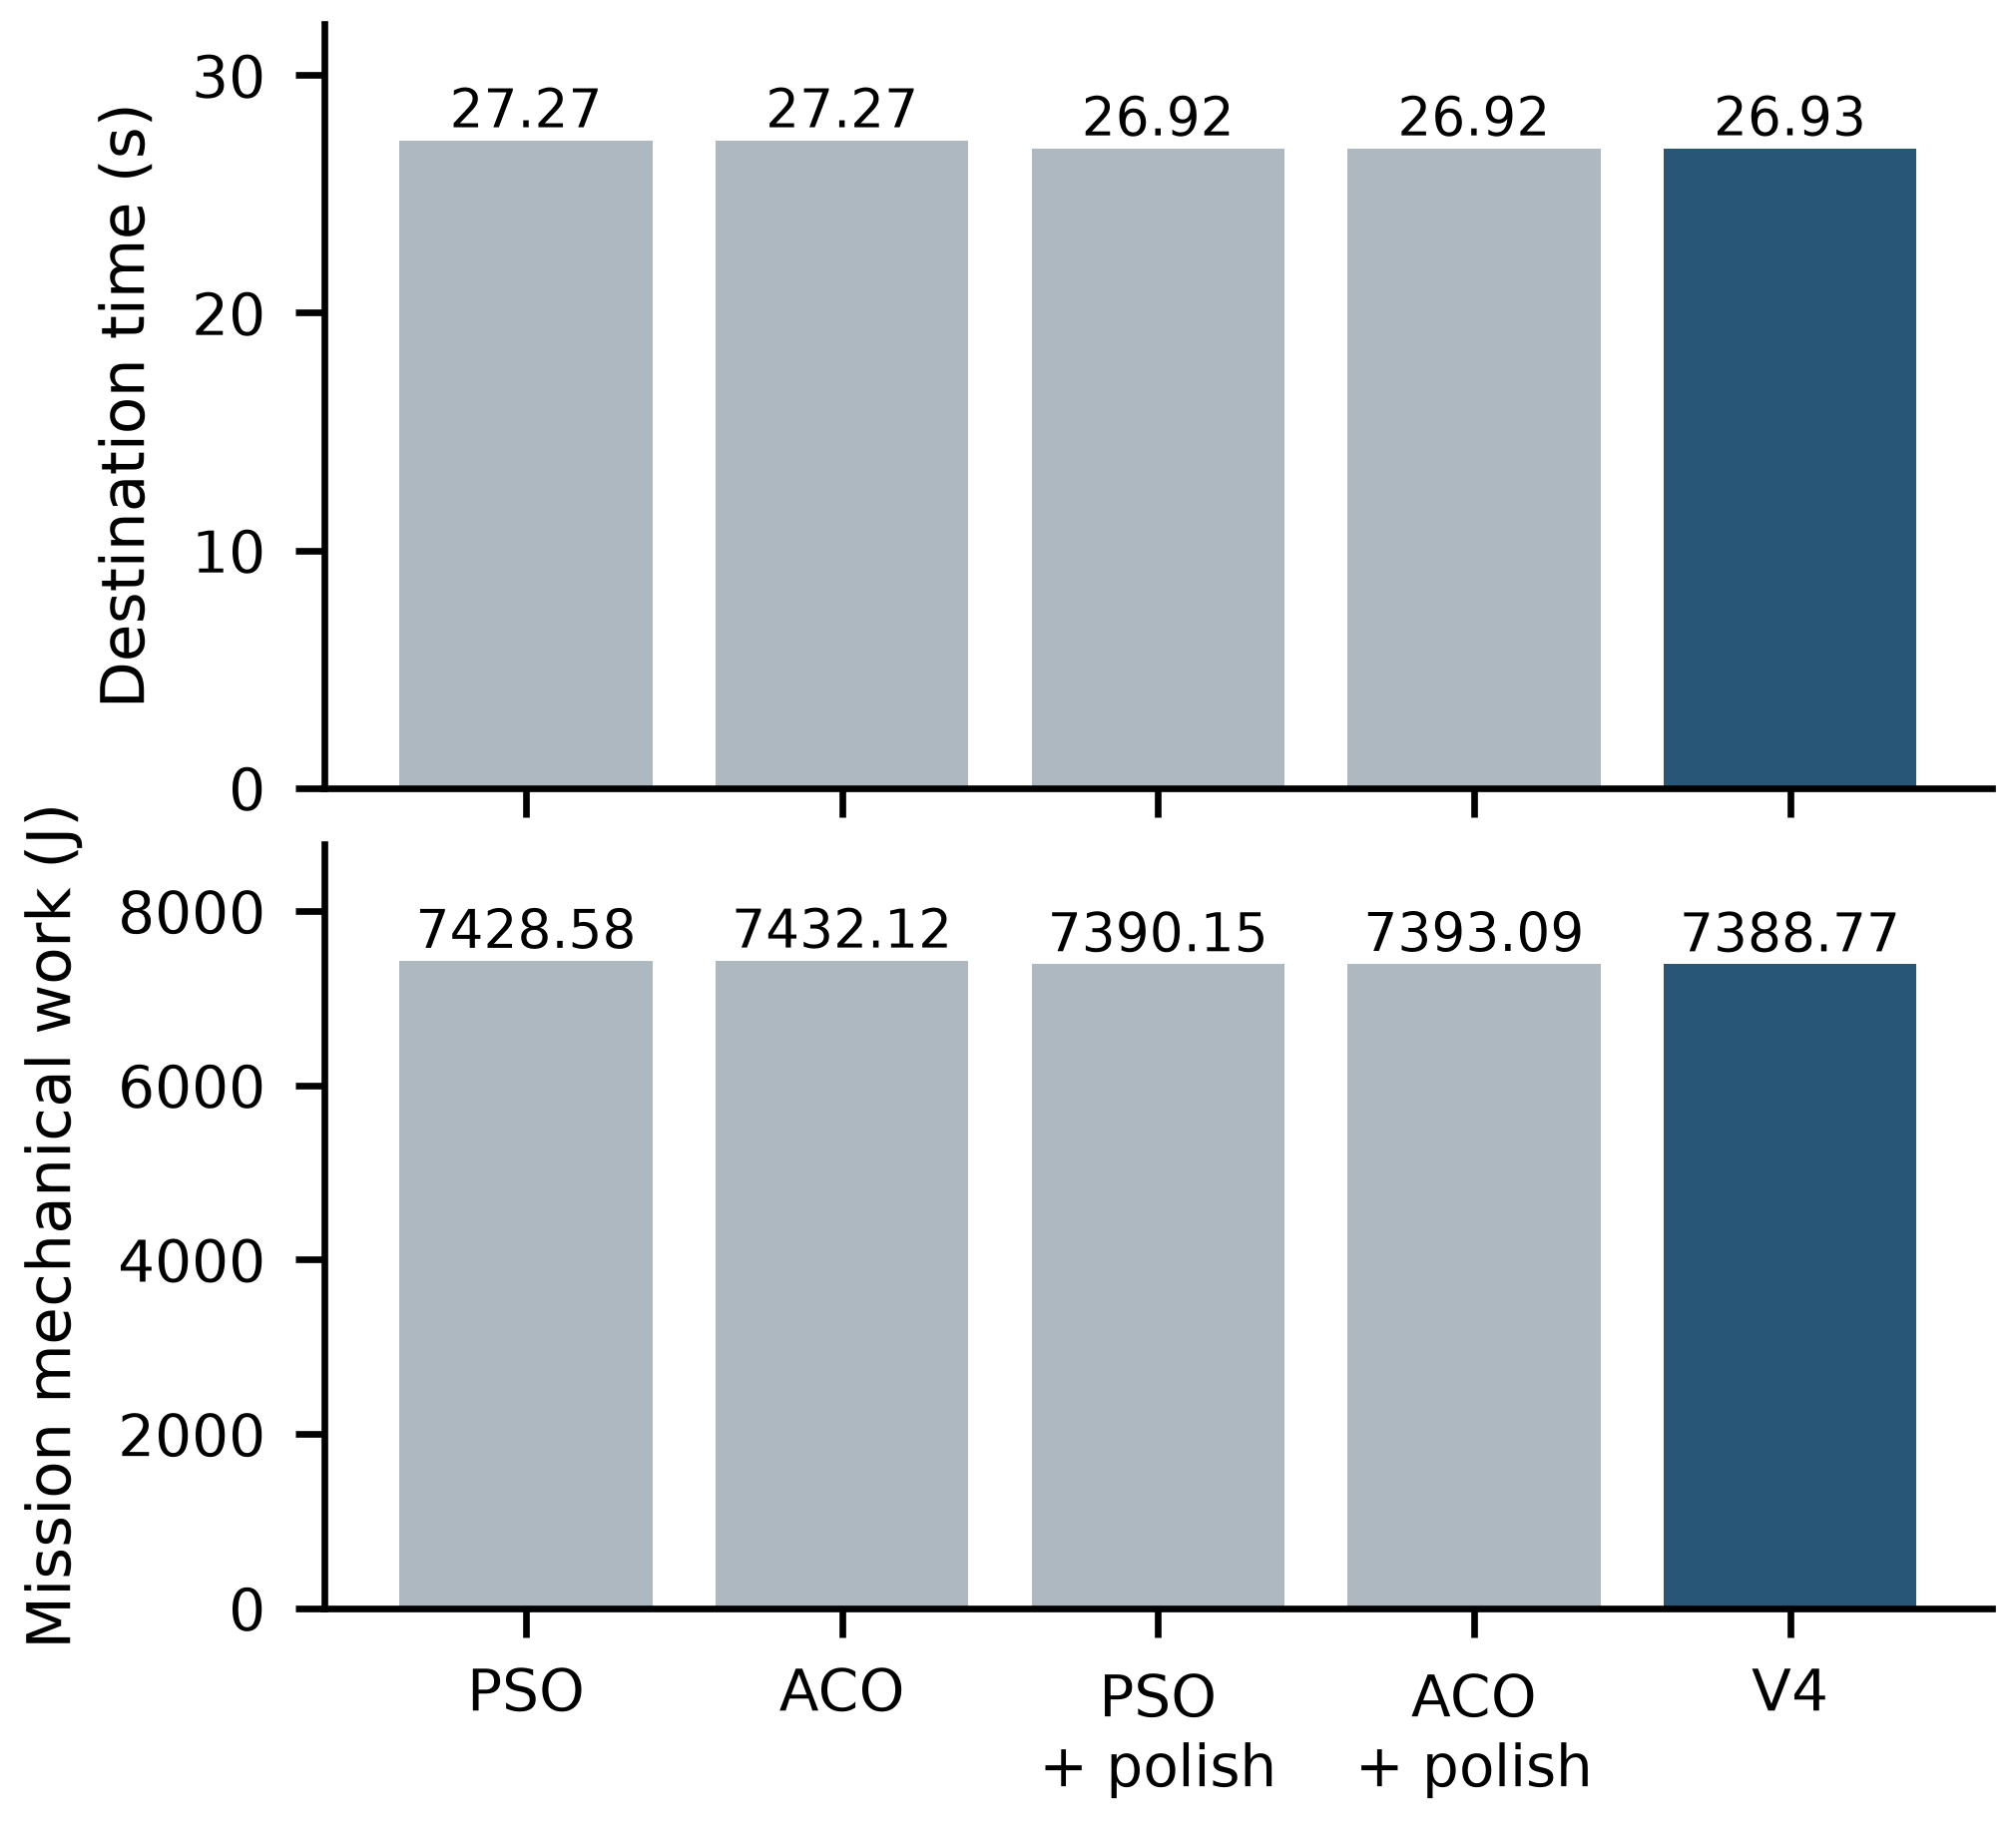 Destination time (s)
30
20
10
0
27.27
27.27
26.92
26.92
26.93
Mission mechanical work (J)
8000
6000
4000
2000
0
7428.58
7432.12
7390.15
7393.09
7388.77
PSO
ACO
PSO
+ polish
ACO
+ polish
V4